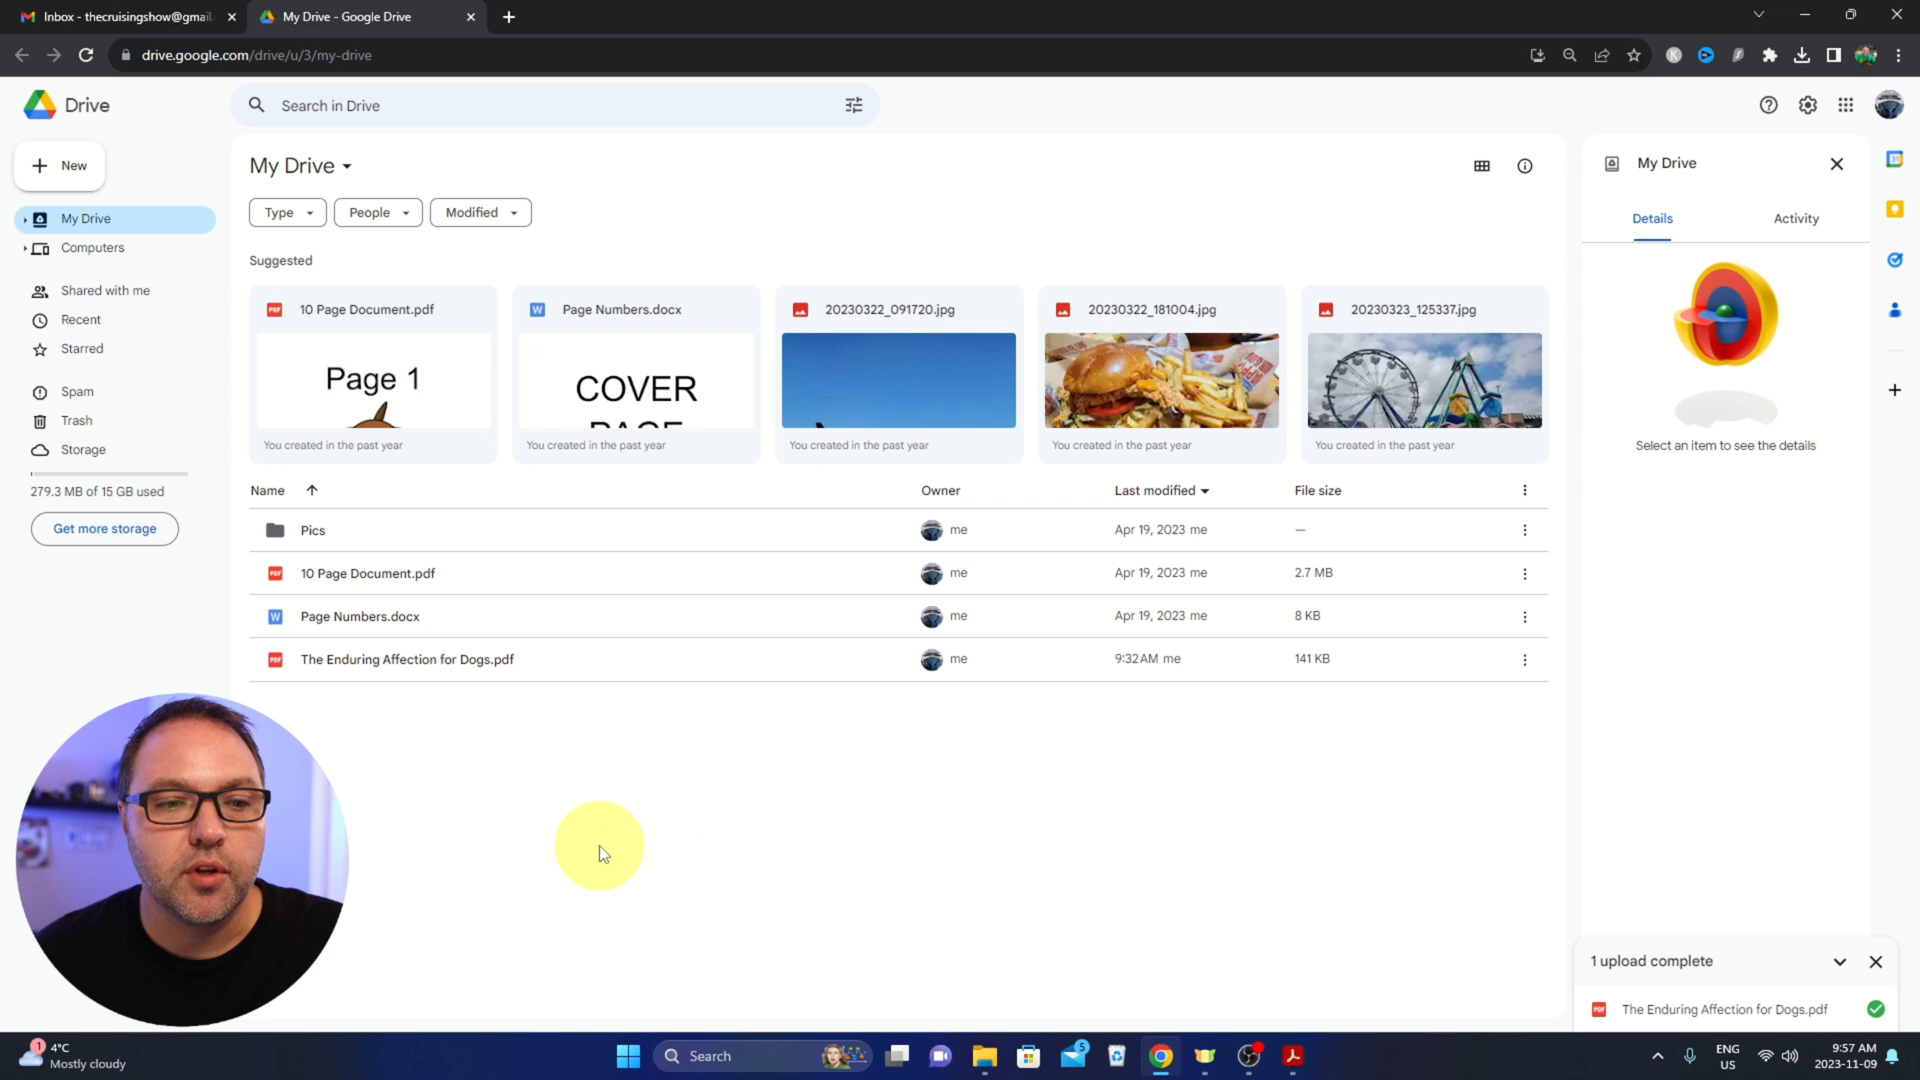 Inbox - thecruisingshow@gmail.
My Drive - Google Drive
drive.google.com/drive/u/3/my-drive
Drive
Search in Drive
New
My Drive
Computers
Shared with me
Recent
Starred
Spam
Trash
Storage
279.3 MB of 15 GB used
Get more storage
My Drive
Type
People
Modified
Suggested
10 Page Document.pdf
Page Numbers.docx
20230322_091720.jpg
20230322_181004.jpg
20230323_125337.jpg
Page 1
COVER
PAGE
You created in the past year
You created in the past year
You created in the past year
You created in the past year
You created in the past year
Name Owner Last modified File size
Pics me Apr 19, 2023 me —
10 Page Document.pdf me Apr 19, 2023 me 2.7 MB
Page Numbers.docx me Apr 19, 2023 me 8 KB
The Enduring Affection for Dogs.pdf me 9:32 AM me 141 KB
My Drive
Details Activity
Select an item to see the details
1 upload complete
The Enduring Affection for Dogs.pdf
1
4°C
Mostly cloudy
Search
5
ENG
US
9:57 AM
2023-11-09